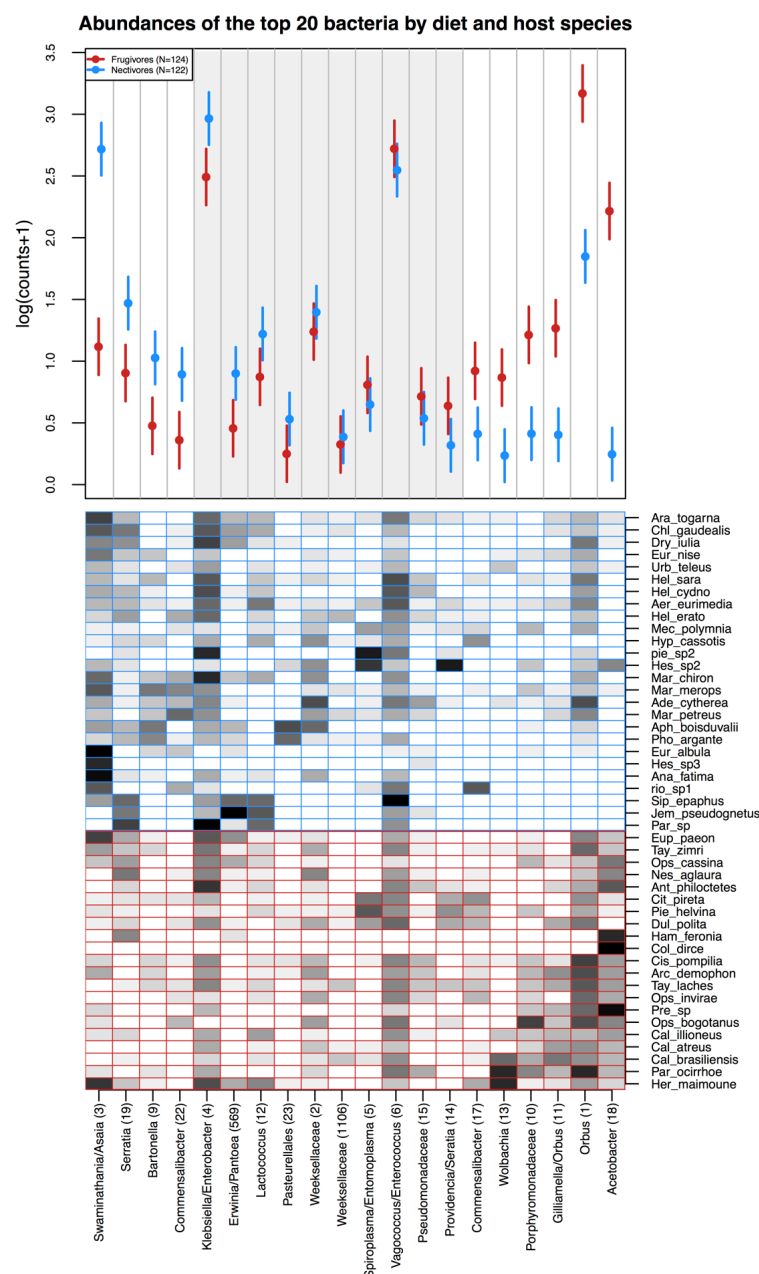 Abundances of the top 20 bacteria by diet and host species
3.5
3.0
2.5
2.0
1.5
1.0
0.5
0.0
log(counts+1)
Frugivores (N=124)
Nectivores (N=122)
Ara_togarna
Chl_gaudealis
Dry_iulia
Eur_nise
Urb_teleus
Hel_sara
Hel_cydno
Aer_eurimedia
Hel_erato
Mec_polymnia
Hyp_cassotis
pie_sp2
Hes_sp2
Mar_chiron
Mar_merops
Ade_cytherea
Mar_petreus
Aph_boisduvalii
Pho_argante
Eur_albula
Hes_sp3
Ana_fatima
rio_sp1
Sip_epaphus
Jem_pseudognetus
Par_sp
Eup_paeon
Tay_zimri
Ops_cassina
Nes_aglaura
Ant_philoctetes
Cit_pireta
Pie_helvina
Dul_polita
Ham_feronia
Col_dirce
Cis_pompilia
Arc_demophon
Tay_laches
Ops_invirae
Pre_sp
Ops_bogotanus
Cal_illioneus
Cal_atreus
Cal_brasiliensis
Par_ocirrhoe
Her_maimoune
Swaminathania/Asaia (3)
Serratia (19)
Bartonella (9)
Commensalibacter (22)
Klebsiella/Enterobacter (4)
Erwinia/Pantoea (569)
Lactococcus (12)
Pasteurellales (23)
Weeksellaceae (2)
Weeksellaceae (1106)
Spiroplasma/Entomoplasma (5)
Vagococcus/Enterococcus (6)
Pseudomonadaceae (15)
Providencia/Seratia (14)
Commensalibacter (17)
Wolbachia (13)
Porphyromonadaceae (10)
Gilliamella/Orbus (11)
Orbus (1)
Acetobacter (18)